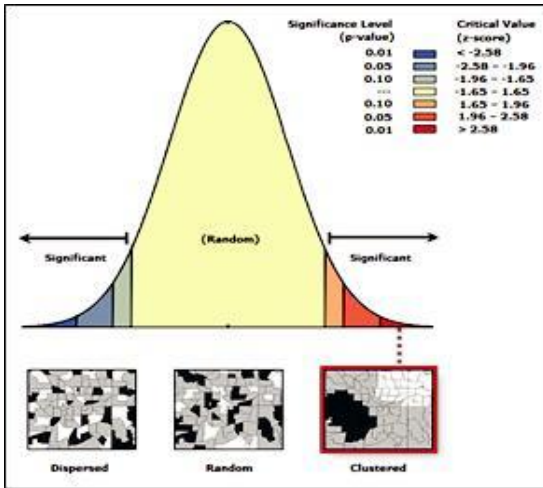 Significance Level Critical Value
(p-value) (z-score)
0.01 < -2.58
0.05 -2.58 - -1.96
0.10 -1.96 - -1.65
--- -1.65 - 1.65
0.10 1.65 - 1.96
0.05 1.96 - 2.58
0.01 > 2.58
(Random)
Significant Significant
Dispersed Random Clustered